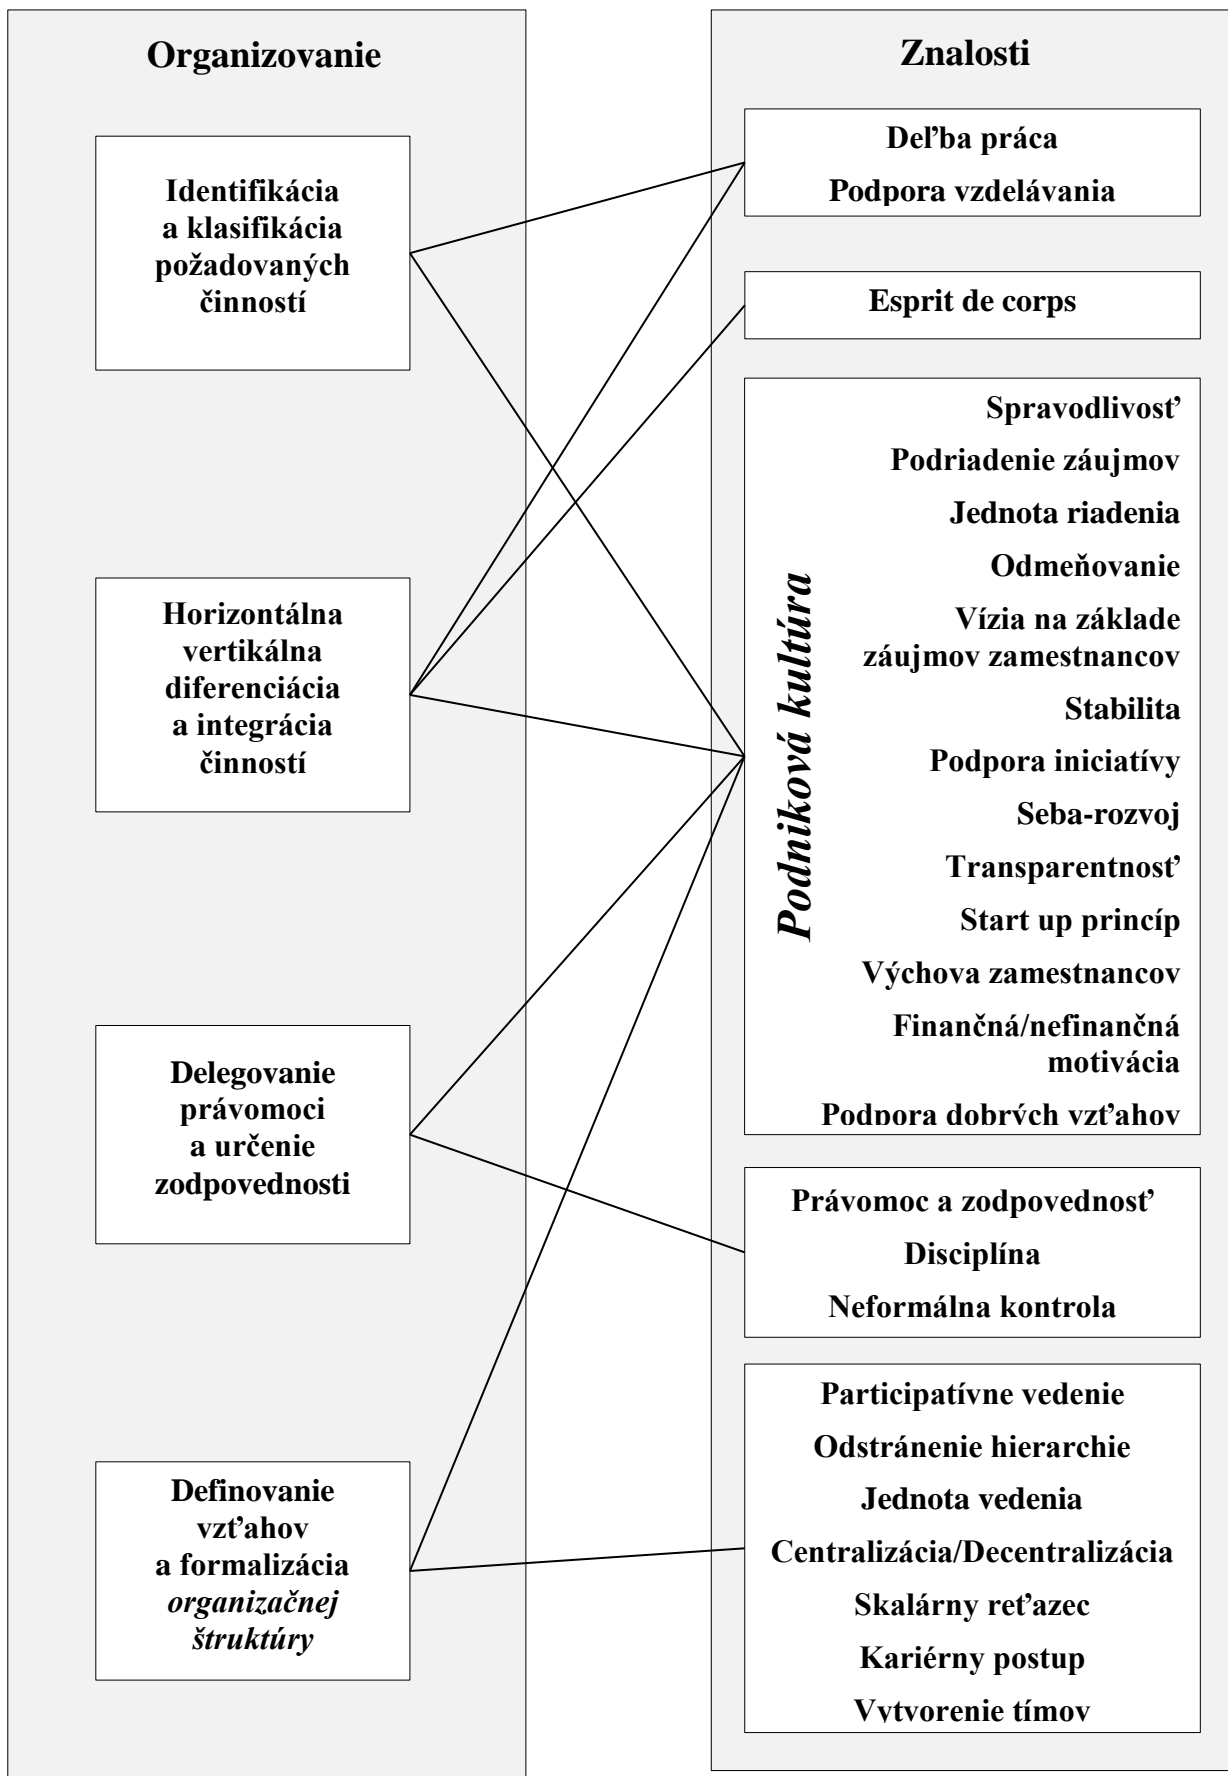 Organizovanie
Identifikácia
a klasifikácia
požadovaných
činností
Horizontálna
vertikálna
diferenciácia
a integrácia
činností
Delegovanie
právomoci
a určenie
zodpovednosti
Definovanie
vzťahov
a formalizácia
organizačnej
štruktúry
Znalosti
Deľba práca
Podpora vzdelávania
Esprit de corps
Podniková kultúra
Spravodlivosť
Podriadenie záujmov
Jednota riadenia
Odmeňovanie
Vízia na základe
záujmov zamestnancov
Stabilita
Podpora iniciatívy
Seba-rozvoj
Transparentnosť
Start up princíp
Výchova zamestnancov
Finančná/nefinančná
motivácia
Podpora dobrých vzťahov
Právomoc a zodpovednosť
Disciplína
Neformálna kontrola
Participatívne vedenie
Odstránenie hierarchie
Jednota vedenia
Centralizácia/Decentralizácia
Skalárny reťazec
Kariérny postup
Vytvorenie tímov